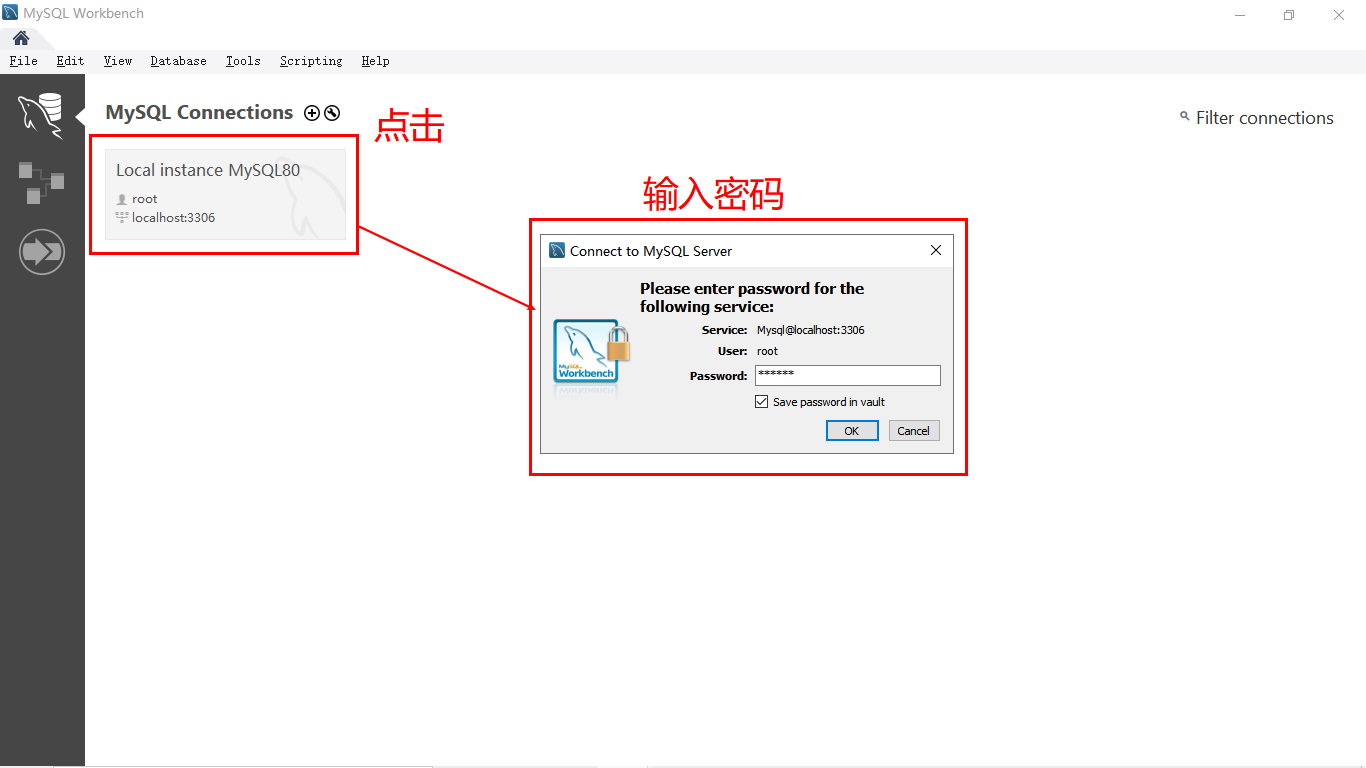 MySQL Workbench
File Edit View Database Tools Scripting Help
MySQL Connections
点击
Filter connections
Local instance MySQL80
root
localhost:3306
输入密码
Connect to MySQL Server
Please enter password for the
following service:
Service: Mysql@localhost:3306
User: root
Password: ******
MySQL
Workbench
Save password in vault
OK Cancel